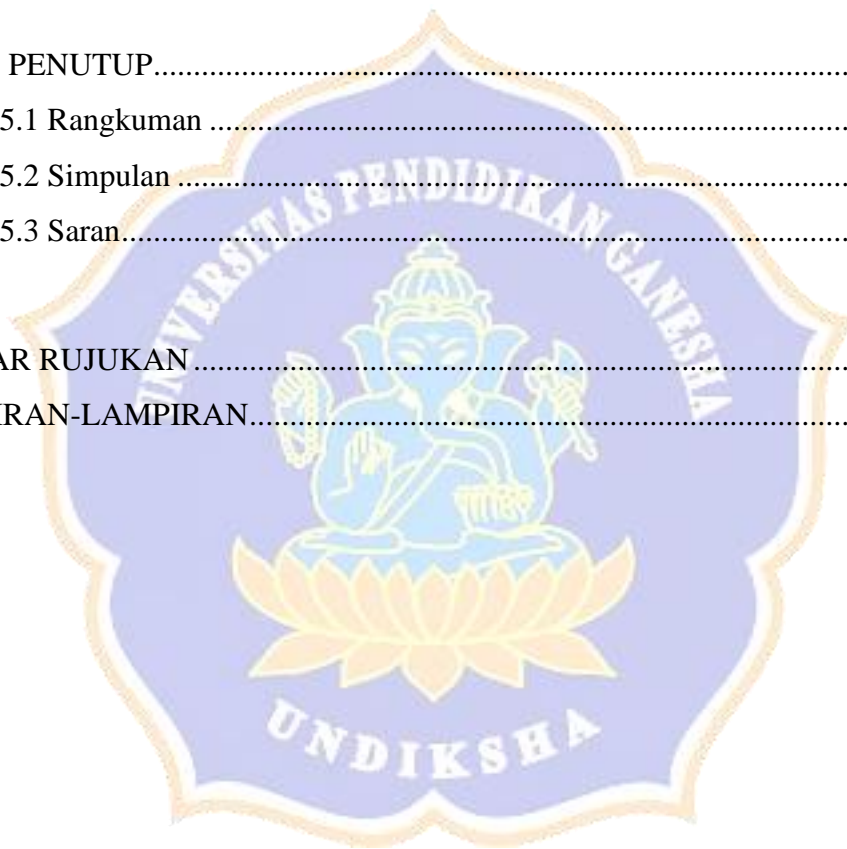 PENUTUP
5.1 Rangkuman
5.2 Simpulan
5.3 Saran
AR RUJUKAN
IRAN-LAMPIRAN
UNIVERSITAS PENDIDIKAN GANESHA
UNDIKSHA